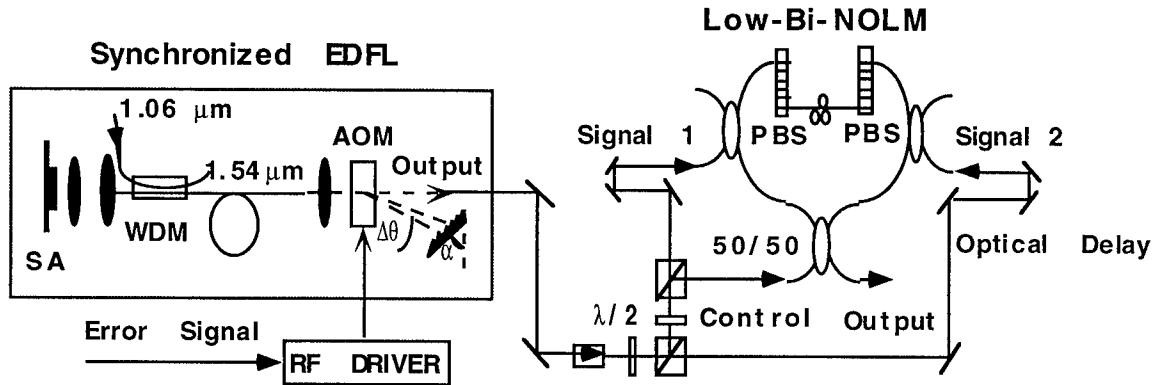 Low-Bi-NOLM
Synchronized EDFL
1.06 μm
AOM
1.54 μm
Output
WDM
SA
Δθ
α
Signal 1
PBS
PBS
Signal 2
50/50
Optical Delay
λ/2
Control
Output
Error Signal
RF DRIVER